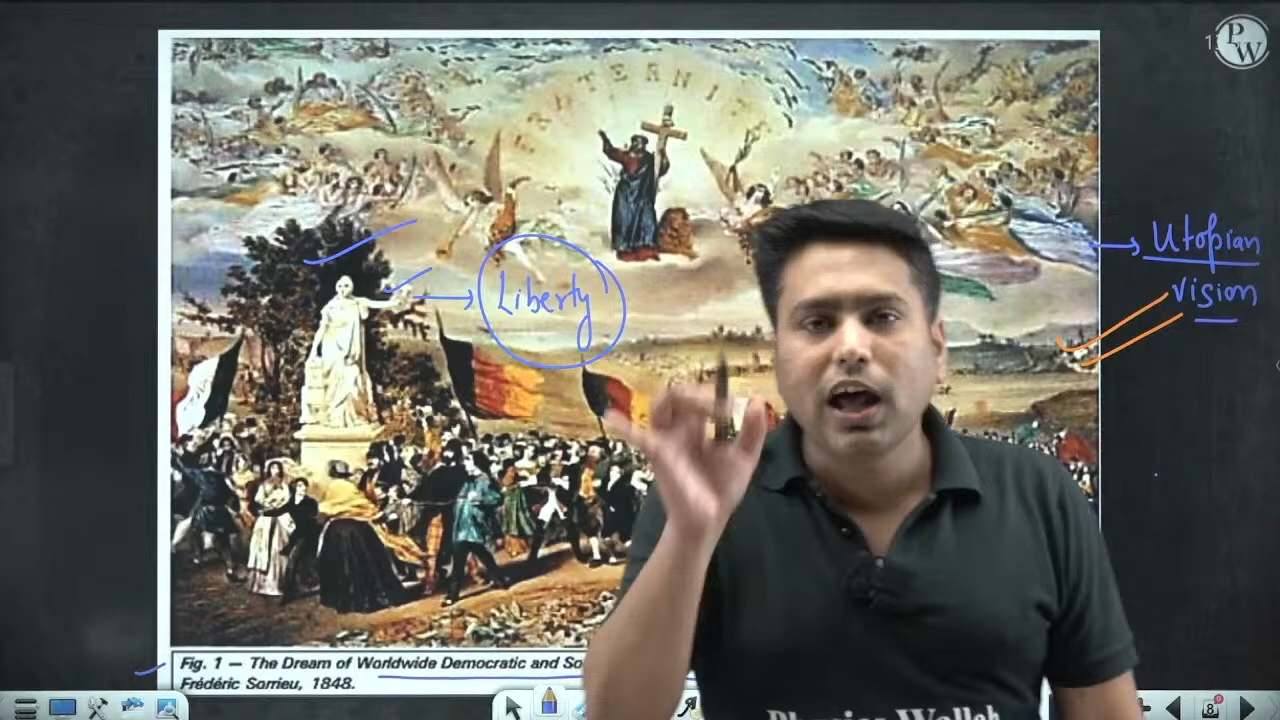 PW
FRATERNITE
Liberty
Utopian
Vision
Fig. 1 — The Dream of Worldwide Democratic and So
Frédéric Sorrieu, 1848.
8
Physics Wallah